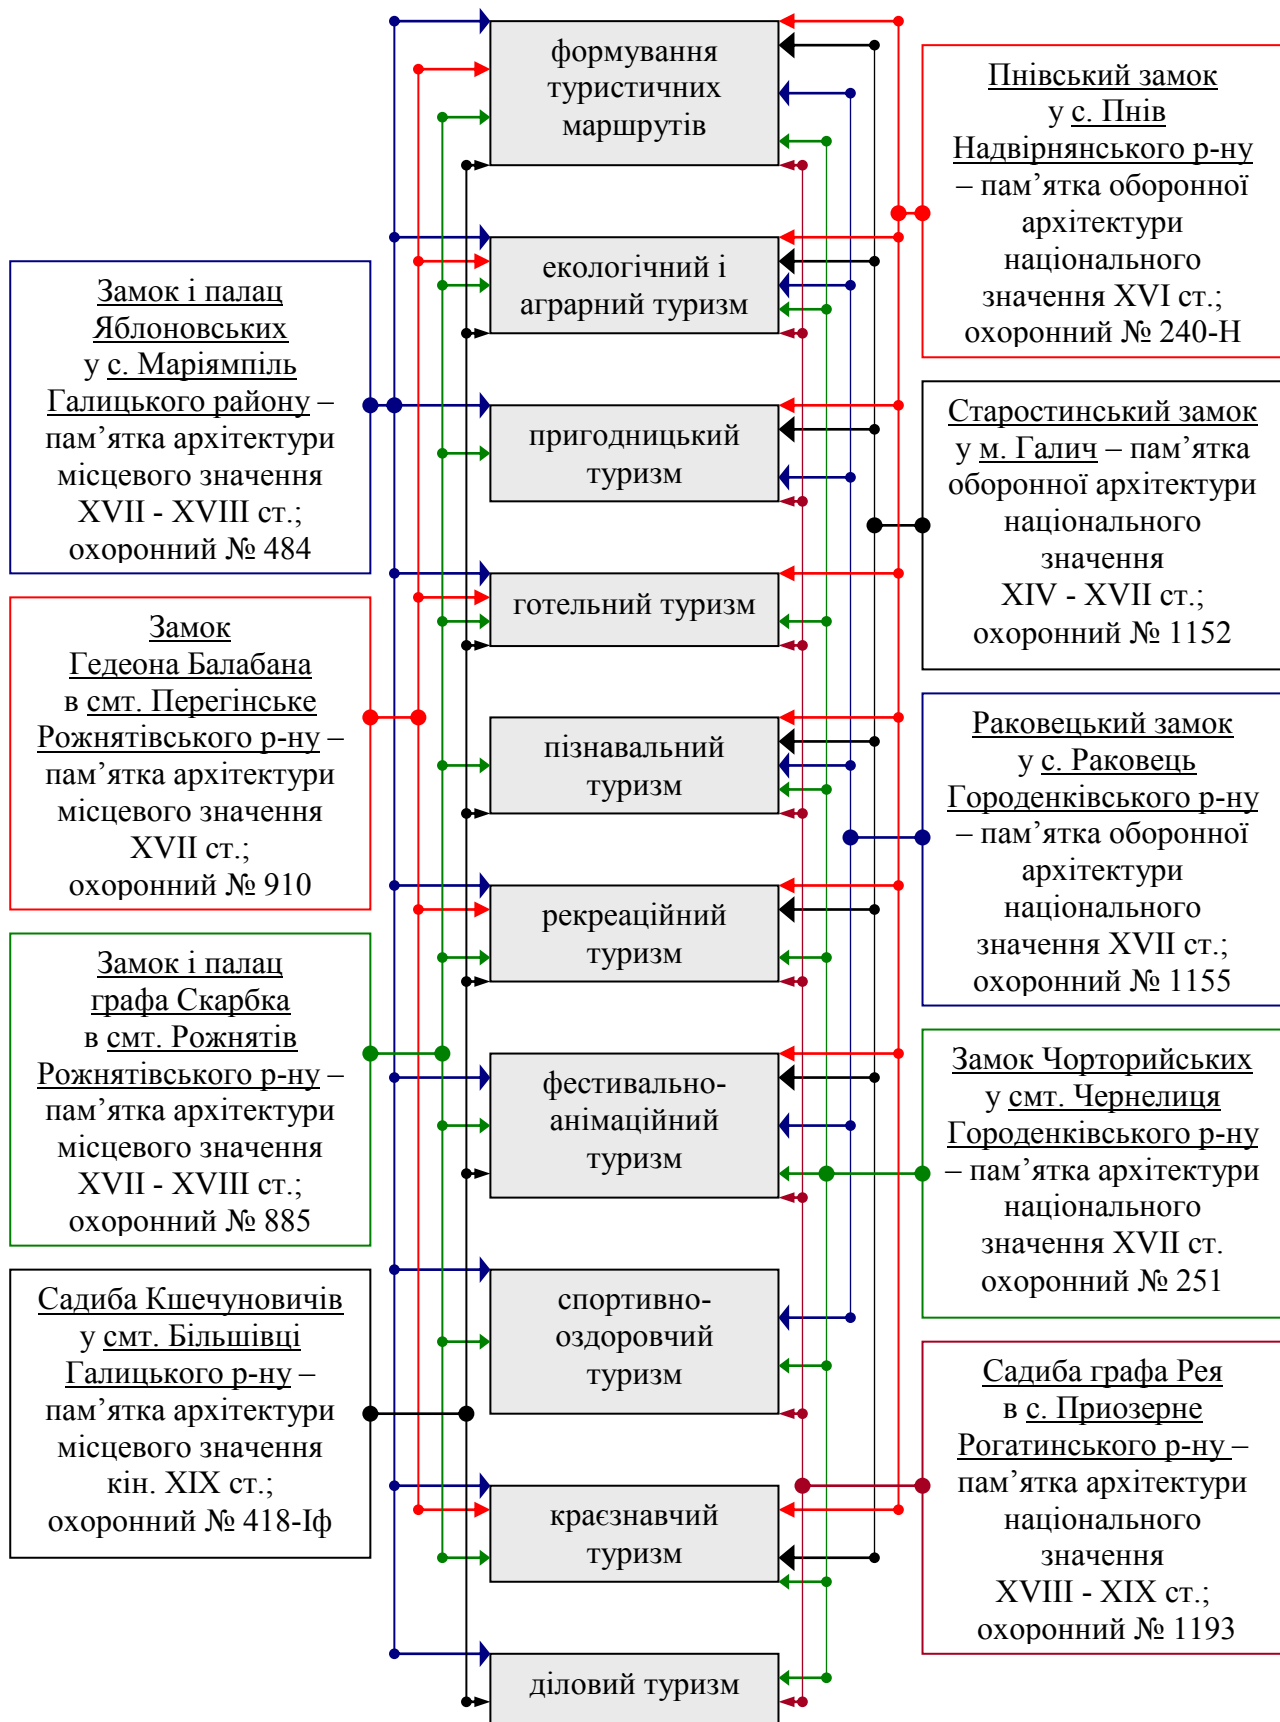 Замок і палац
Яблоновських
у с. Маріямпіль
Галицького району –
пам’ятка архітектури
місцевого значення
XVII - XVIII ст.;
охоронний № 484
Замок
Гедеона Балабана
в смт. Перегінське
Рожнятівського р-ну –
пам’ятка архітектури
місцевого значення
XVII ст.;
охоронний № 910
Замок і палац
графа Скарбка
в смт. Рожнятів
Рожнятівського р-ну –
пам’ятка архітектури
місцевого значення
XVII - XVIII ст.;
охоронний № 885
Садиба Кшечуновичів
у смт. Більшівці
Галицького р-ну –
пам’ятка архітектури
місцевого значення
кін. XIX ст.;
охоронний № 418-Іф
формування
туристичних
маршрутів
екологічний і
аграрний туризм
пригодницький
туризм
готельний туризм
пізнавальний
туризм
рекреаційний
туризм
фестивально-
анімаційний
туризм
спортивно-
оздоровчий
туризм
краєзнавчий
туризм
діловий туризм
Пнівський замок
у с. Пнів
Надвірнянського р-ну
– пам’ятка оборонної
архітектури
національного
значення XVI ст.;
охоронний № 240-Н
Старостинський замок
у м. Галич – пам’ятка
оборонної архітектури
національного
значення
XIV - XVII ст.;
охоронний № 1152
Раковецький замок
у с. Раковець
Городенківського р-ну
– пам’ятка оборонної
архітектури
національного
значення XVII ст.;
охоронний № 1155
Замок Чорторийських
у смт. Чернелиця
Городенківського р-ну
– пам’ятка архітектури
національного
значення XVII ст.
охоронний № 251
Садиба графа Рея
в с. Приозерне
Рогатинського р-ну –
пам’ятка архітектури
національного
значення
XVIII - XIX ст.;
охоронний № 1193